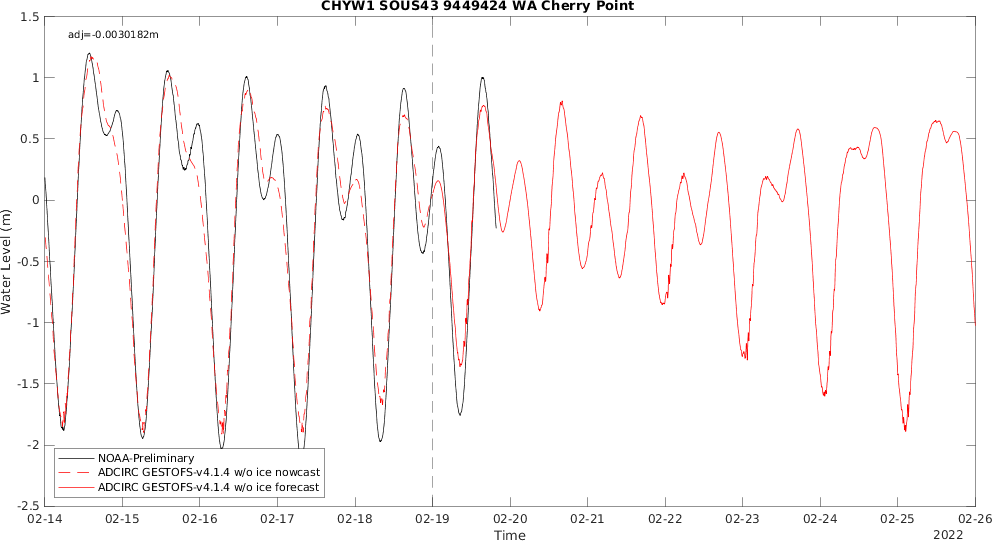 CHYW1 SOUS43 9449424 WA Cherry Point
adj=-0.0030182m
1.5
1
0.5
0
-0.5
-1
-1.5
-2
-2.5
Water Level (m)
NOAA-Preliminary
ADCIRC GESTOFS-v4.1.4 w/o ice nowcast
ADCIRC GESTOFS-v4.1.4 w/o ice forecast
02-14 02-15 02-16 02-17 02-18 02-19 02-20 02-21 02-22 02-23 02-24 02-25 02-26
Time
2022